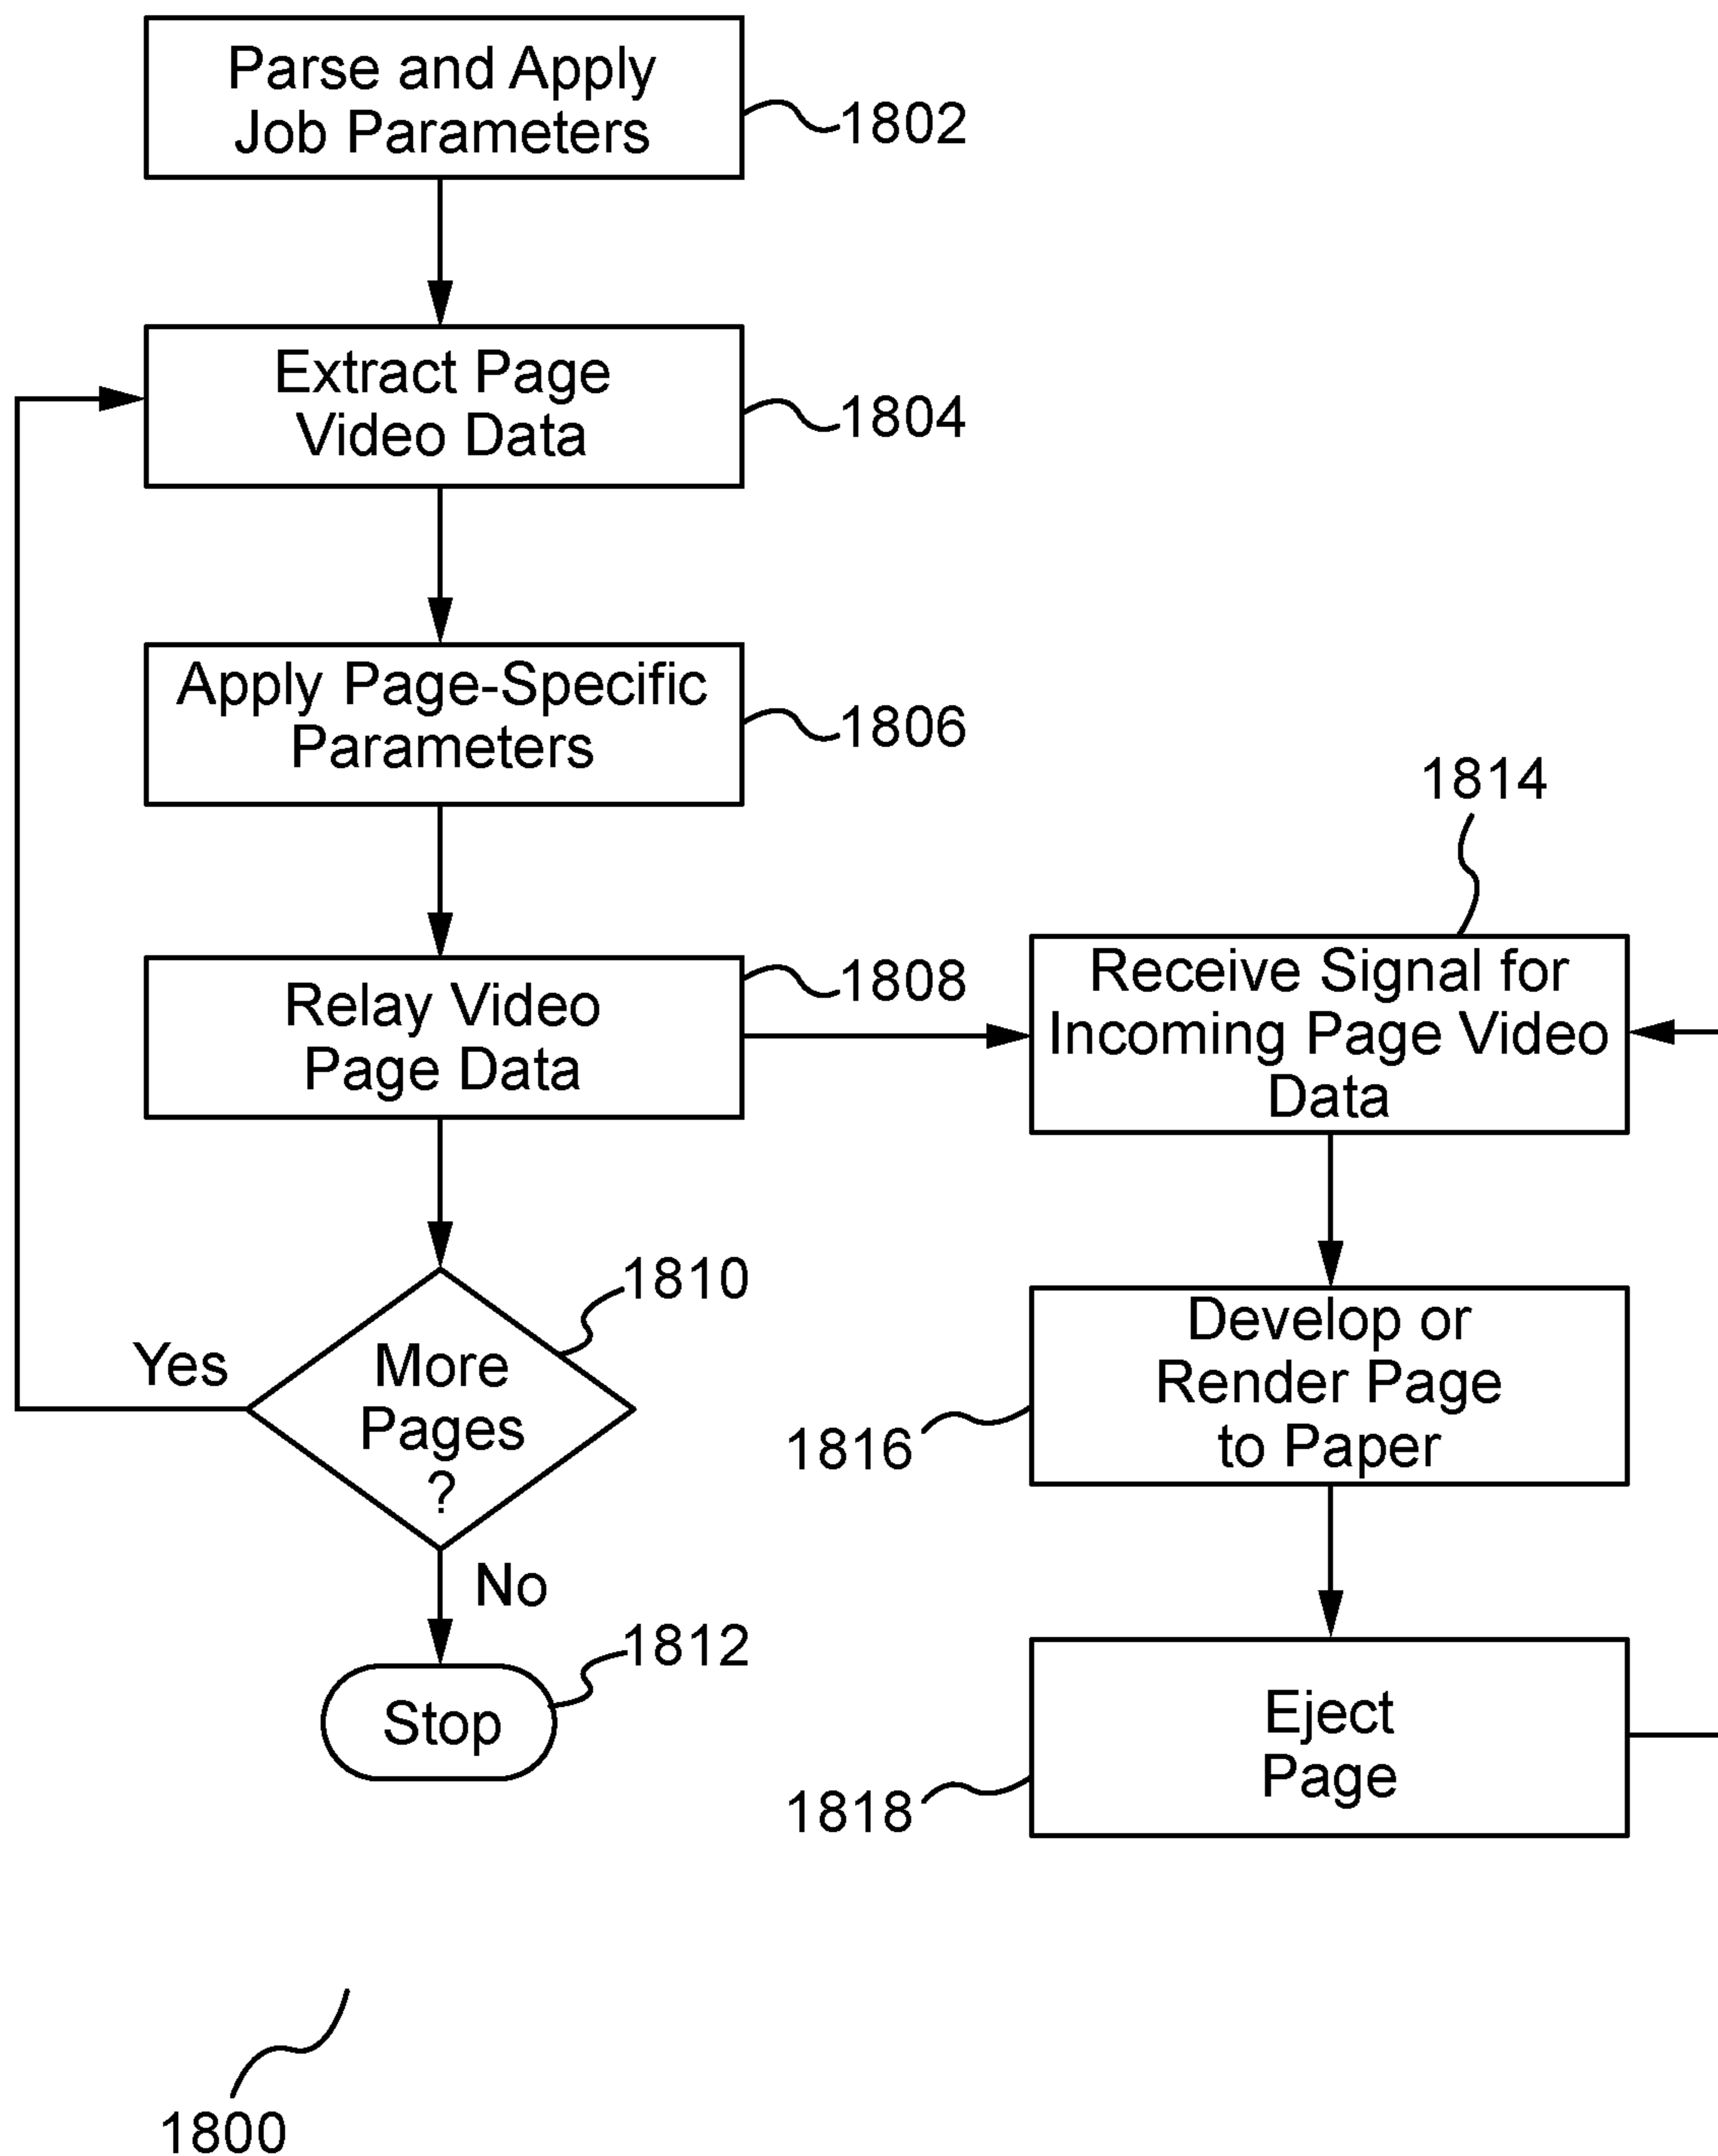 Parse and Apply
Job Parameters
1802
Extract Page
Video Data
1804
Apply Page-Specific
Parameters
1806
Relay Video
Page Data
1808
More
Pages
?
1810
Yes
No
Stop
1812
1814
Receive Signal for
Incoming Page Video
Data
Develop or
Render Page
to Paper
1816
Eject
Page
1818
1800